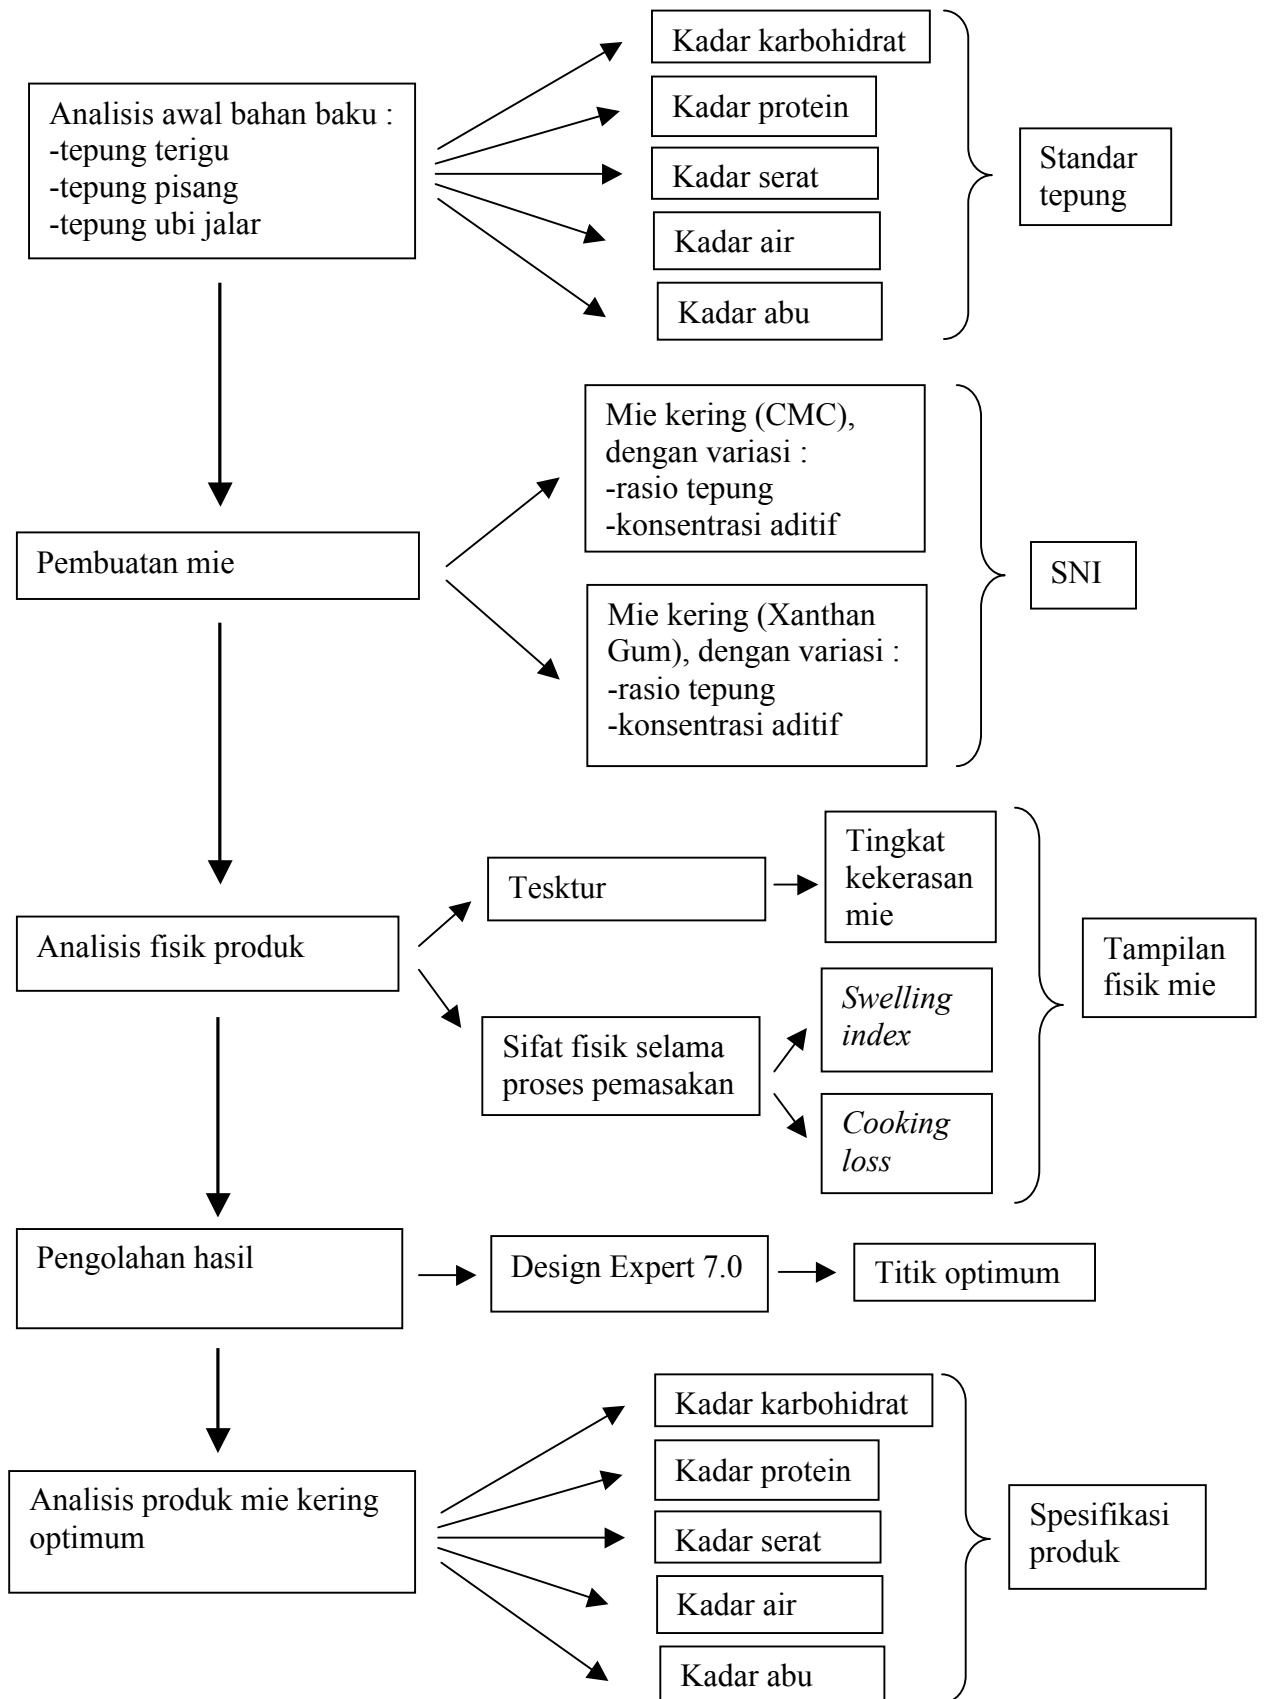 Analisis awal bahan baku :
-tepung terigu
-tepung pisang
-tepung ubi jalar
Kadar karbohidrat
Kadar protein
Kadar serat
Kadar air
Kadar abu
Standar
tepung
Pembuatan mie
Mie kering (CMC),
dengan variasi :
-rasio tepung
-konsentrasi aditif
Mie kering (Xanthan
Gum), dengan variasi :
-rasio tepung
-konsentrasi aditif
SNI
Analisis fisik produk
Tesktur
Tingkat
kekerasan
mie
Sifat fisik selama
proses pemasakan
Swelling
index
Cooking
loss
Tampilan
fisik mie
Pengolahan hasil
Design Expert 7.0
Titik optimum
Analisis produk mie kering
optimum
Kadar karbohidrat
Kadar protein
Kadar serat
Kadar air
Kadar abu
Spesifikasi
produk